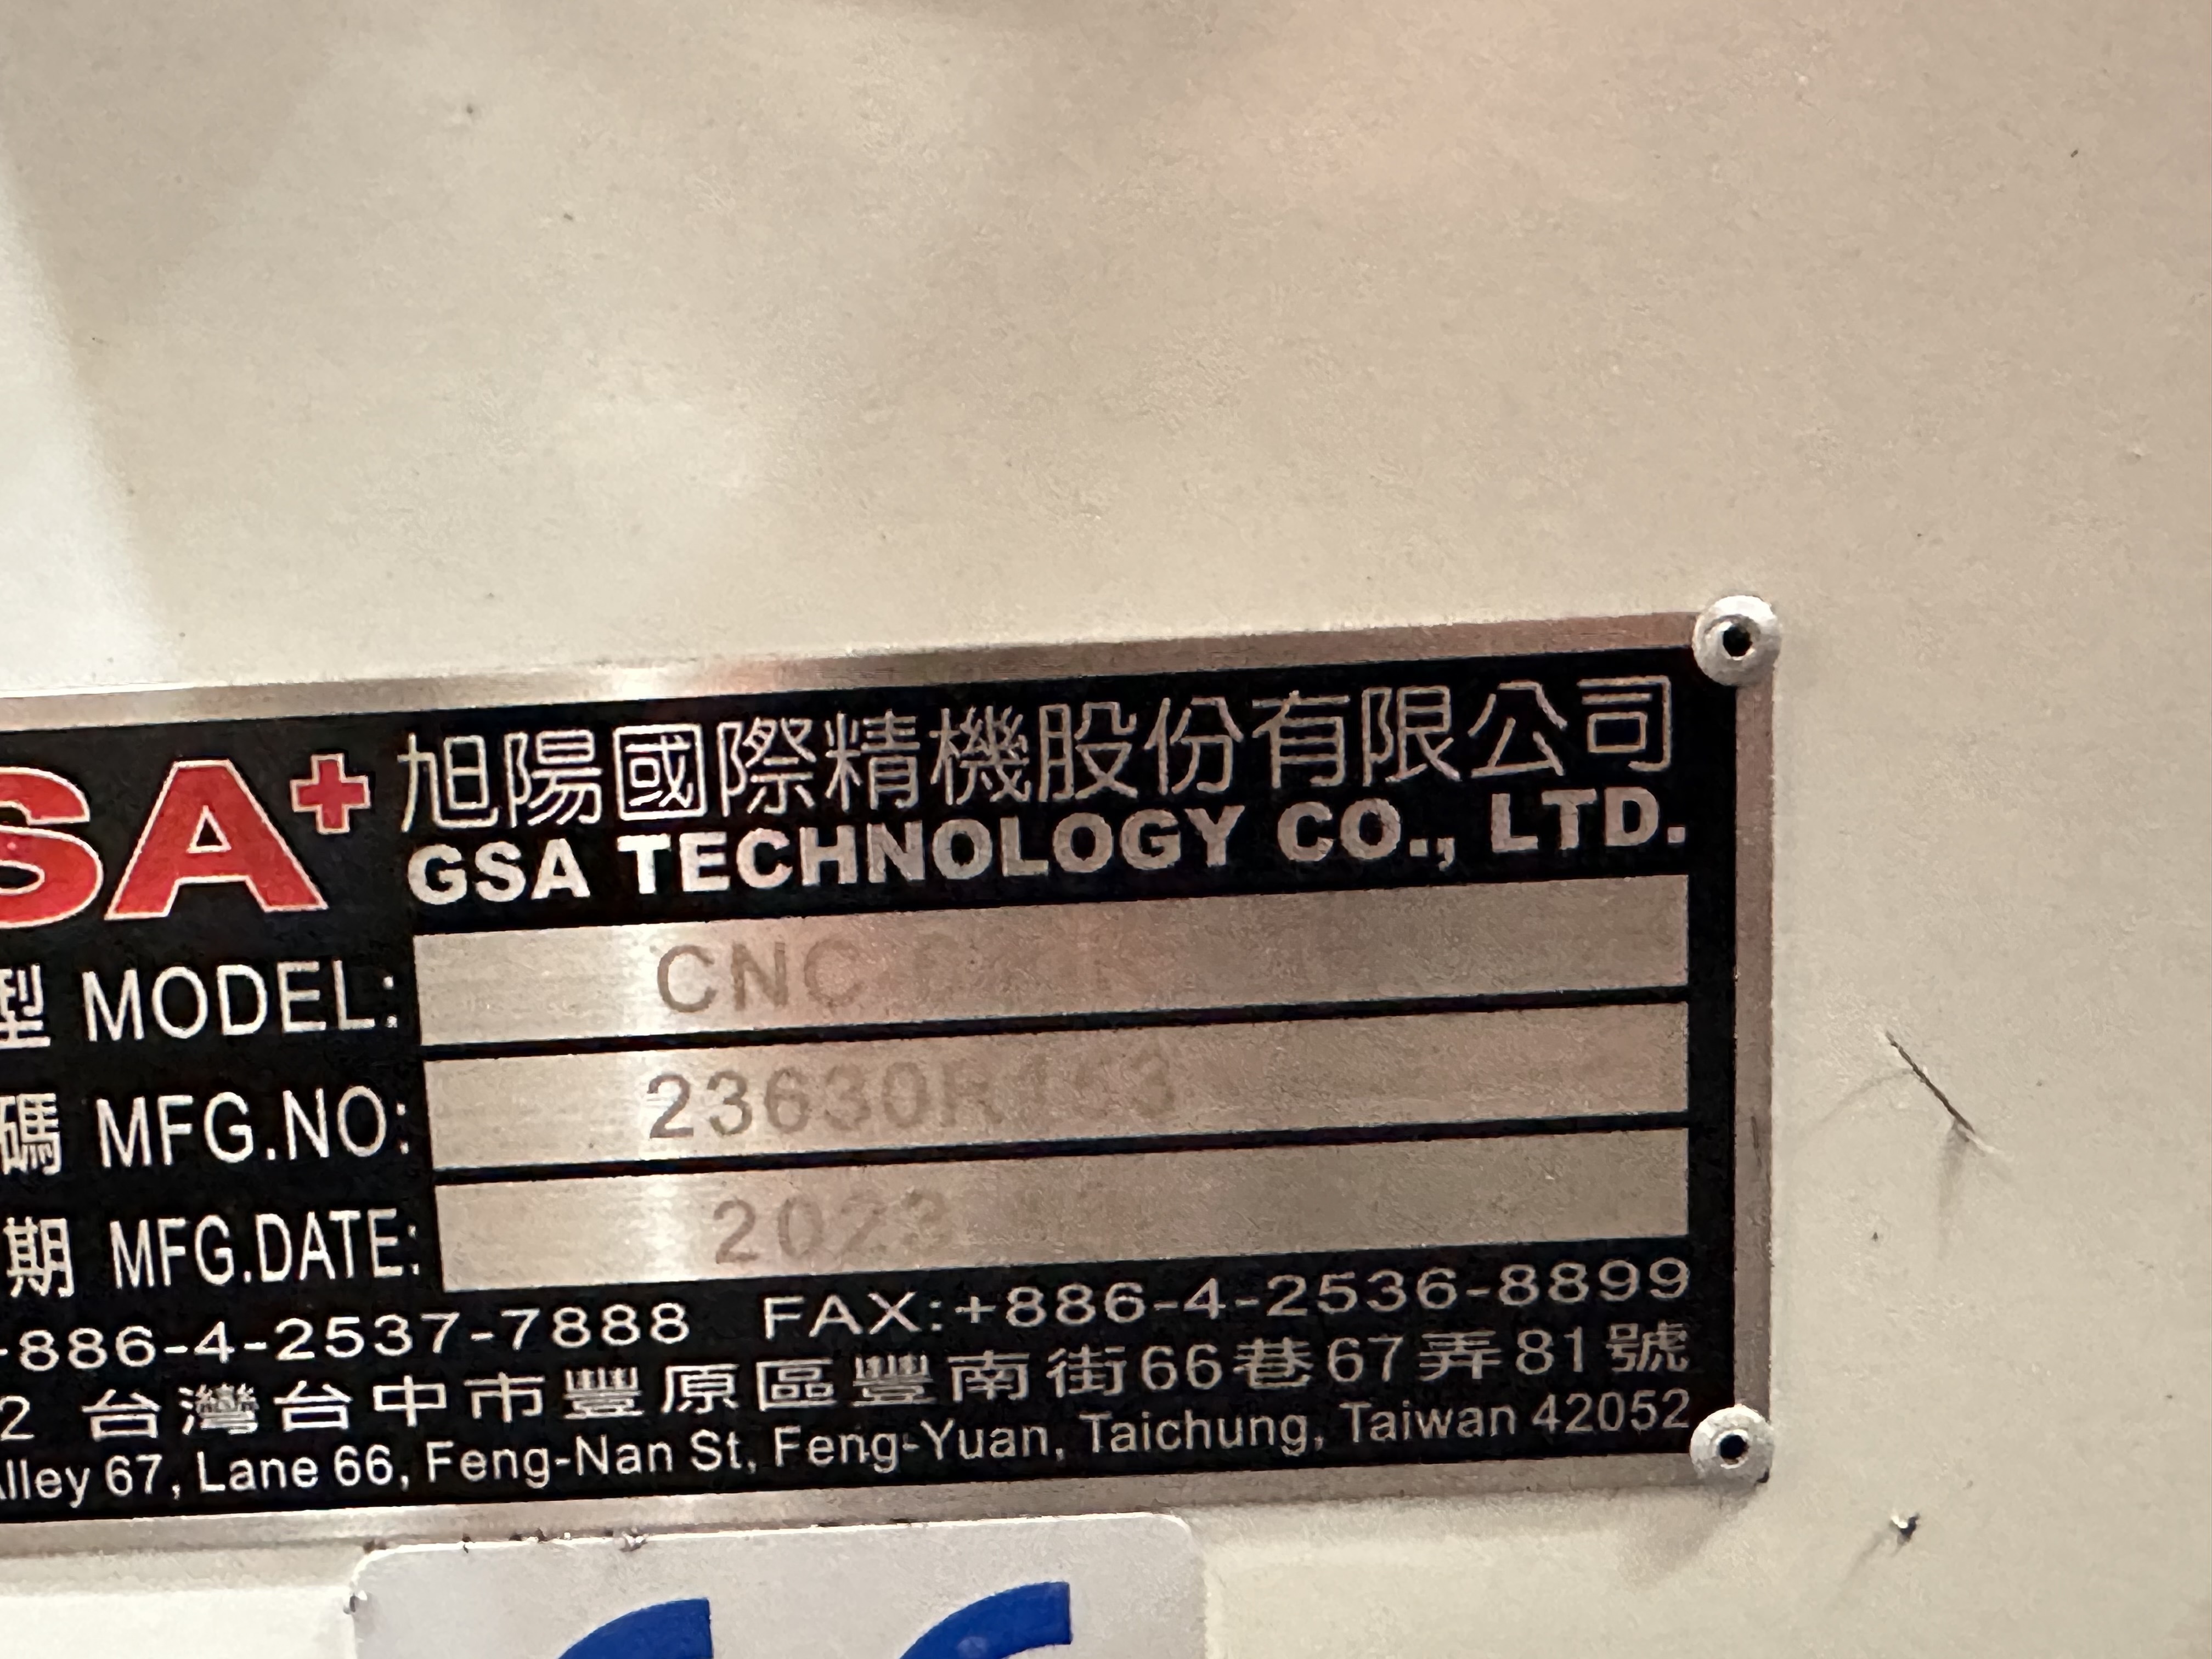 SA+ 旭陽國際精機股份有限公司
GSA TECHNOLOGY CO., LTD.
型 MODEL: CNC
碼 MFG.NO:
期 MFG.DATE: 2023
-886-4-2537-7888 FAX:+886-4-2536-8899
2 台灣台中市豐原區豐南街66巷67弄81號
Alley 67, Lane 66, Feng-Nan St, Feng-Yuan, Taichung, Taiwan 42052